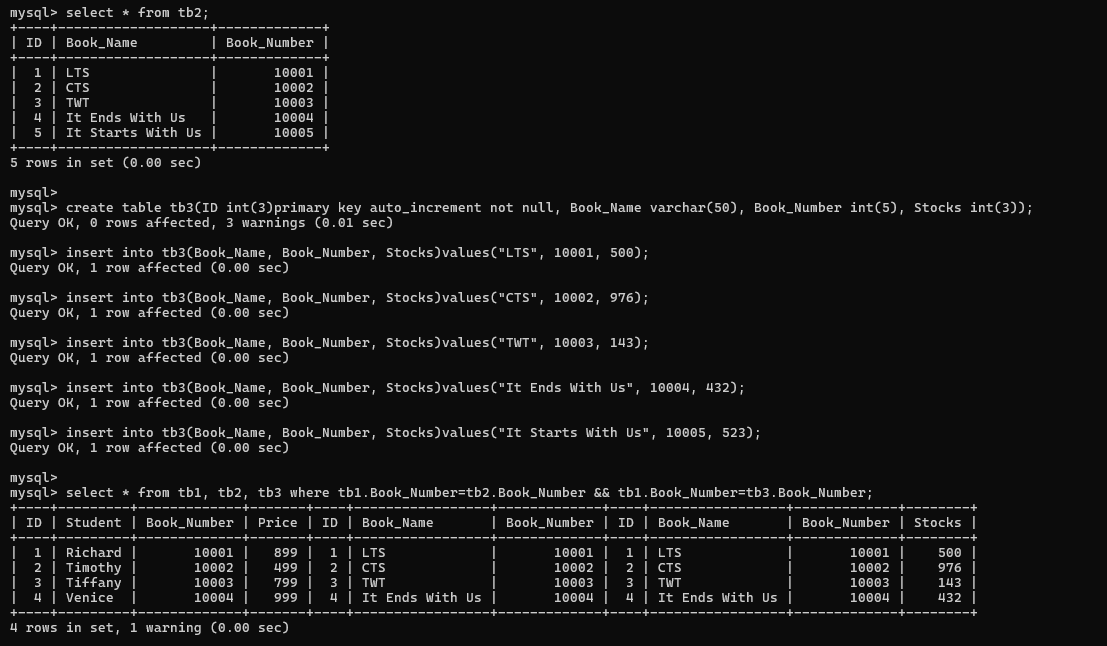 mysql> select * from tb2;
+----+-------------------+-------------+
| ID | Book_Name         | Book_Number |
+----+-------------------+-------------+
|  1 | LTS               |       10001 |
|  2 | CTS               |       10002 |
|  3 | TWT               |       10003 |
|  4 | It Ends With Us   |       10004 |
|  5 | It Starts With Us |       10005 |
+----+-------------------+-------------+
5 rows in set (0.00 sec)

mysql>
mysql> create table tb3(ID int(3)primary key auto_increment not null, Book_Name varchar(50), Book_Number int(5), Stocks int(3));
Query OK, 0 rows affected, 3 warnings (0.01 sec)

mysql> insert into tb3(Book_Name, Book_Number, Stocks)values("LTS", 10001, 500);
Query OK, 1 row affected (0.00 sec)

mysql> insert into tb3(Book_Name, Book_Number, Stocks)values("CTS", 10002, 976);
Query OK, 1 row affected (0.00 sec)

mysql> insert into tb3(Book_Name, Book_Number, Stocks)values("TWT", 10003, 143);
Query OK, 1 row affected (0.00 sec)

mysql> insert into tb3(Book_Name, Book_Number, Stocks)values("It Ends With Us", 10004, 432);
Query OK, 1 row affected (0.00 sec)

mysql> insert into tb3(Book_Name, Book_Number, Stocks)values("It Starts With Us", 10005, 523);
Query OK, 1 row affected (0.00 sec)

mysql>
mysql> select * from tb1, tb2, tb3 where tb1.Book_Number=tb2.Book_Number && tb1.Book_Number=tb3.Book_Number;
+----+---------+-------------+-------+----+-----------------+-------------+----+-----------------+-------------+--------+
| ID | Student | Book_Number | Price | ID | Book_Name       | Book_Number | ID | Book_Name       | Book_Number | Stocks |
+----+---------+-------------+-------+----+-----------------+-------------+----+-----------------+-------------+--------+
|  1 | Richard |       10001 |   899 |  1 | LTS             |       10001 |  1 | LTS             |       10001 |    500 |
|  2 | Timothy |       10002 |   499 |  2 | CTS             |       10002 |  2 | CTS             |       10002 |    976 |
|  3 | Tiffany |       10003 |   799 |  3 | TWT             |       10003 |  3 | TWT             |       10003 |    143 |
|  4 | Venice  |       10004 |   999 |  4 | It Ends With Us |       10004 |  4 | It Ends With Us |       10004 |    432 |
+----+---------+-------------+-------+----+-----------------+-------------+----+-----------------+-------------+--------+
4 rows in set, 1 warning (0.00 sec)